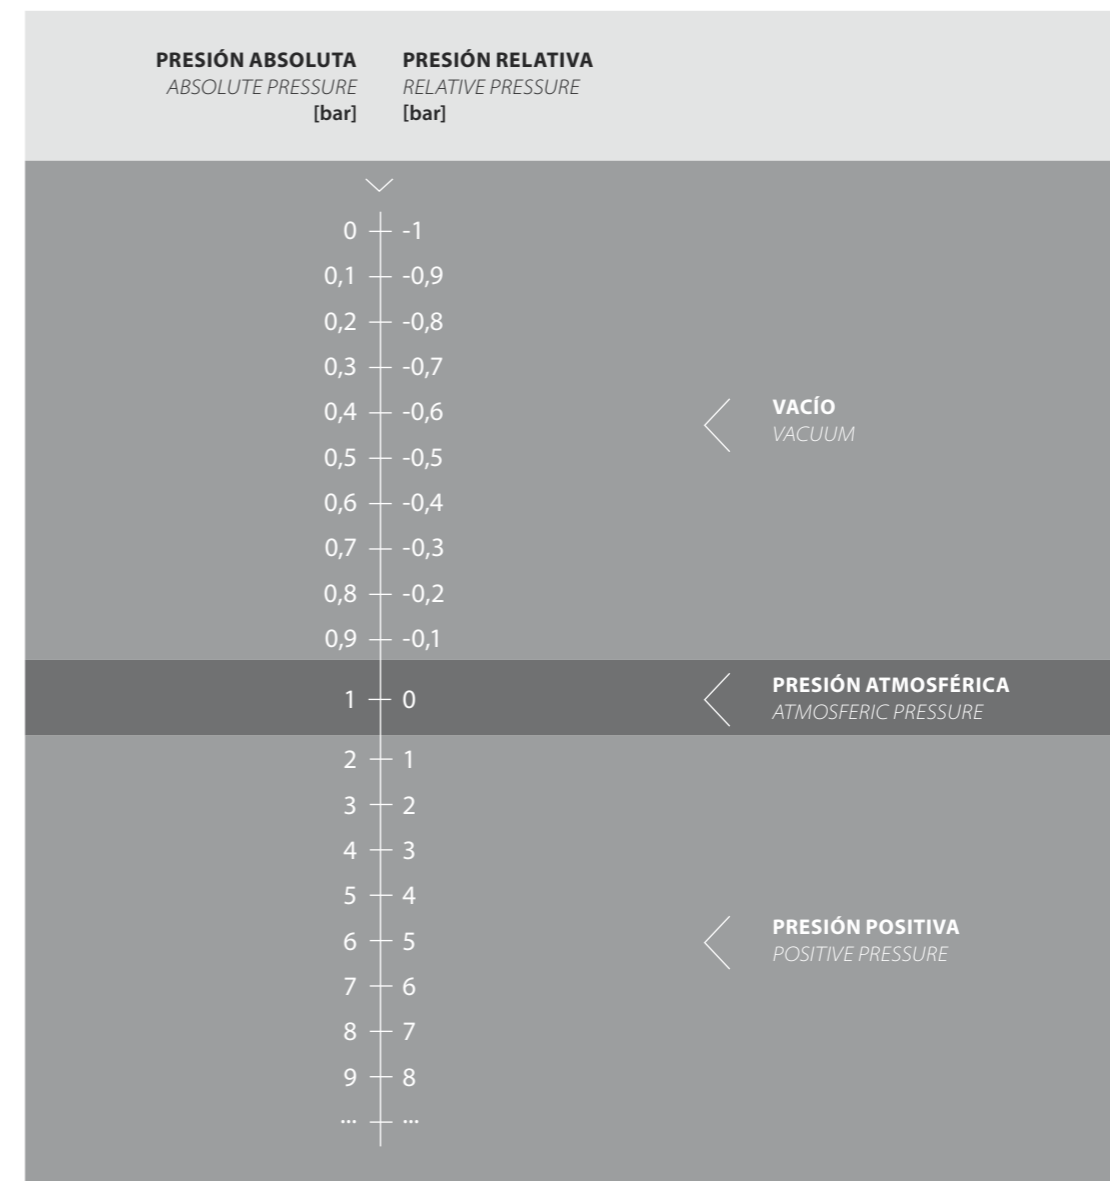 PRESIÓN ABSOLUTA
ABSOLUTE PRESSURE
[bar]
PRESIÓN RELATIVA
RELATIVE PRESSURE
[bar]
0 -1
0,1 -0,9
0,2 -0,8
0,3 -0,7
0,4 -0,6
0,5 -0,5
0,6 -0,4
0,7 -0,3
0,8 -0,2
0,9 -0,1
1 0
2 1
3 2
4 3
5 4
6 5
7 6
8 7
9 8
... ...
VACÍO
VACUUM
PRESIÓN ATMOSFÉRICA
ATMOSFERIC PRESSURE
PRESIÓN POSITIVA
POSITIVE PRESSURE